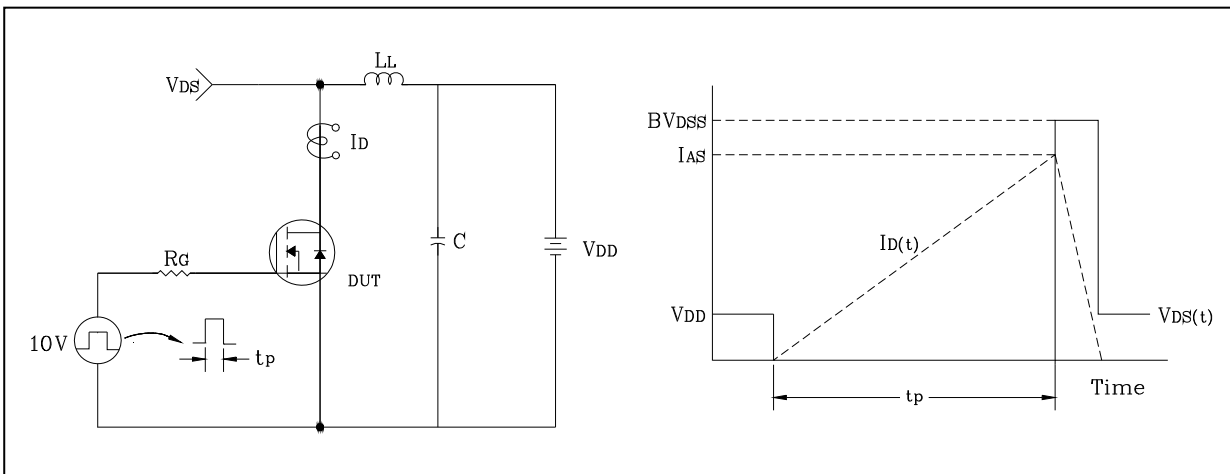 LL
VDS
ID
RG
DUT
C
VDD
10V
tp
BVDSS
IAS
ID(t)
VDD
VDS(t)
tp
Time